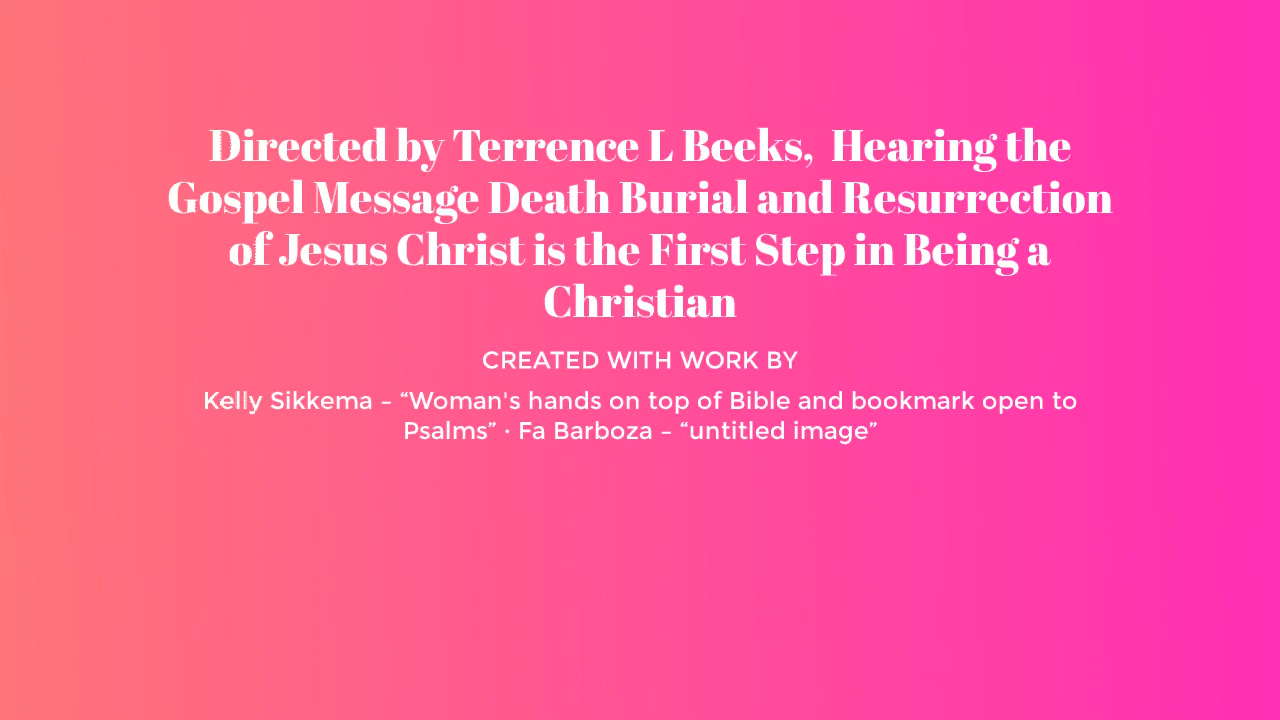 Directed by Terrence L Beeks,  Hearing the
Gospel Message Death Burial and Resurrection
of Jesus Christ is the First Step in Being a
Christian
CREATED WITH WORK BY
Kelly Sikkema – “Woman's hands on top of Bible and bookmark open to
Psalms” · Fa Barboza – “untitled image”